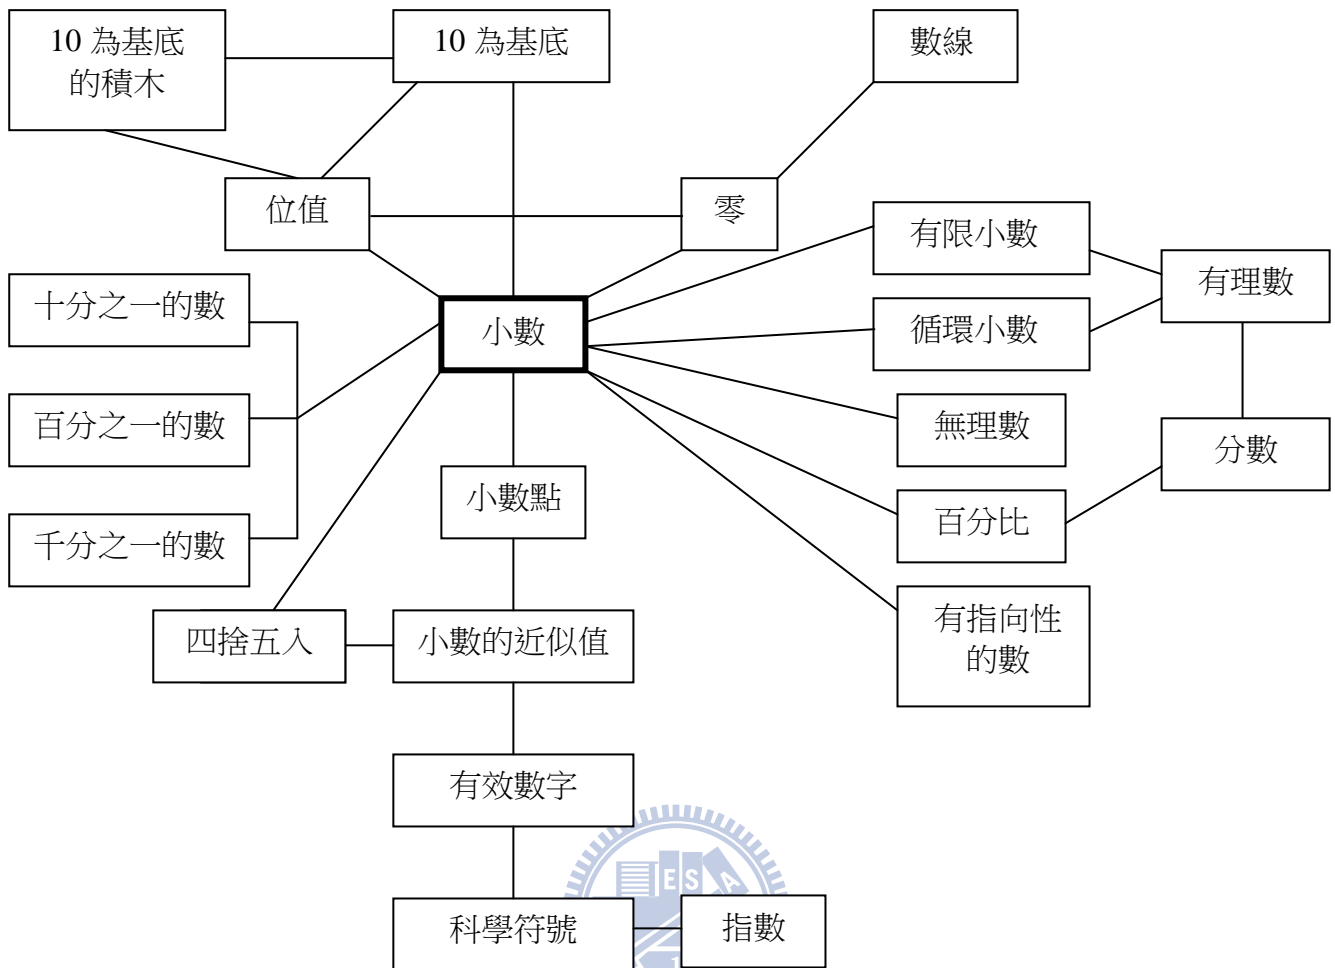 10 為基底
的積木
10 為基底
數線
位值
零
有限小數
有理數
十分之一的數
小數
循環小數
百分之一的數
無理數
分數
小數點
百分比
千分之一的數
四捨五入
小數的近似值
有指向性
的數
有效數字
E S A
科學符號
指數
1